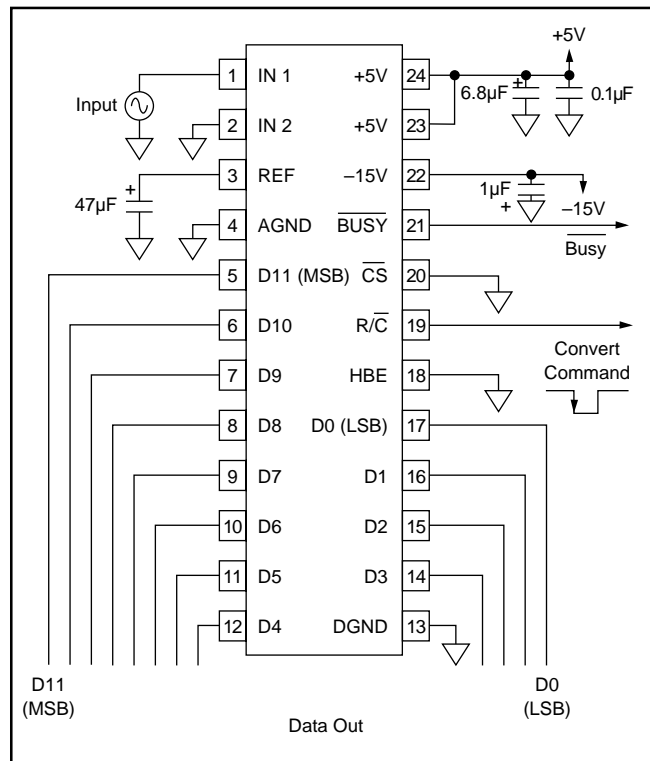 +5V
1 IN 1 +5V 24
6.8µF + 0.1µF
Input
2 IN 2 +5V 23
3 REF –15V 22
+
47µF
1µF
+
–15V
4 AGND BUSY 21
Busy
5 D11 (MSB) CS 20
6 D10 R/C 19
Convert
Command
7 D9 HBE 18
8 D8 D0 (LSB) 17
9 D7 D1 16
10 D6 D2 15
11 D5 D3 14
12 D4 DGND 13
D11
(MSB)
D0
(LSB)
Data Out